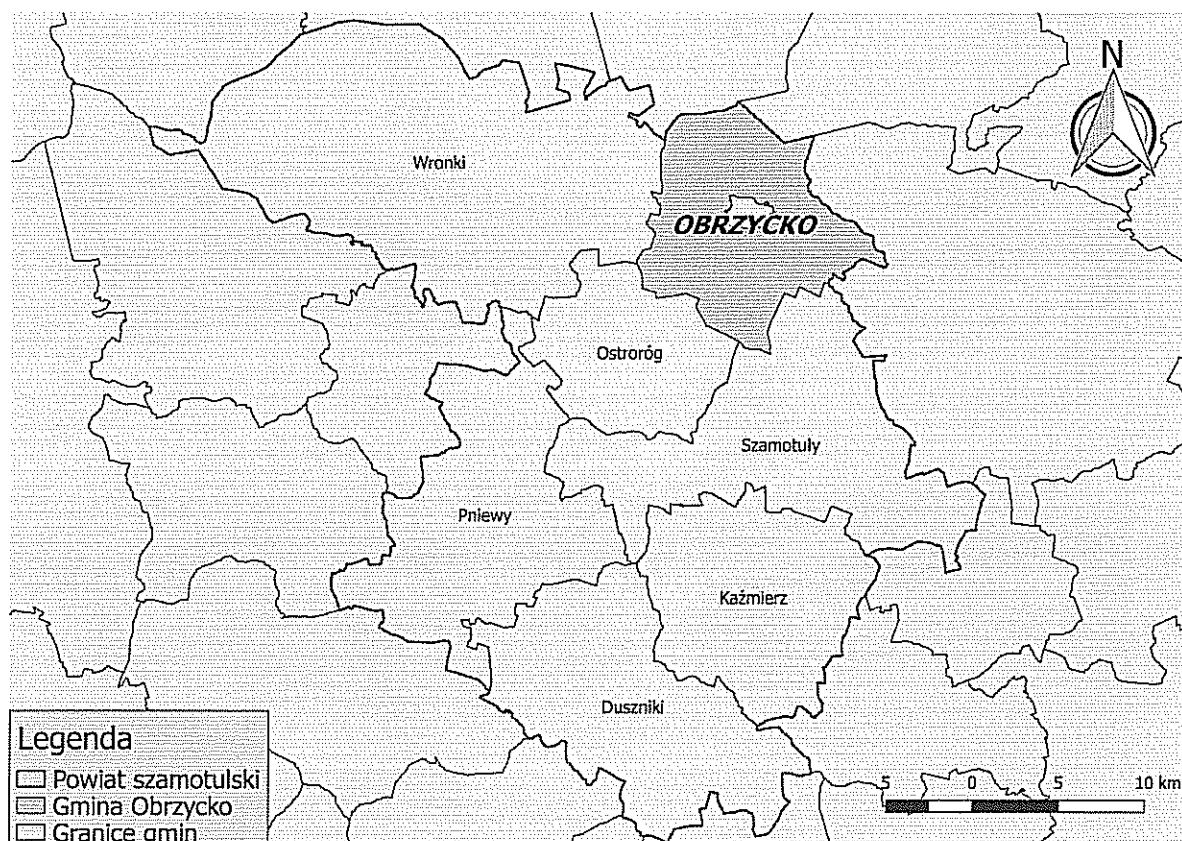 N
Wronki
OBRZYCKO
Ostroróg
Szamotuły
Pniewy
Kaźmierz
Duszniki
Legenda
Powiat szamotulski
Gmina Obrzycko
Granice gmin
5 0 5 10 km